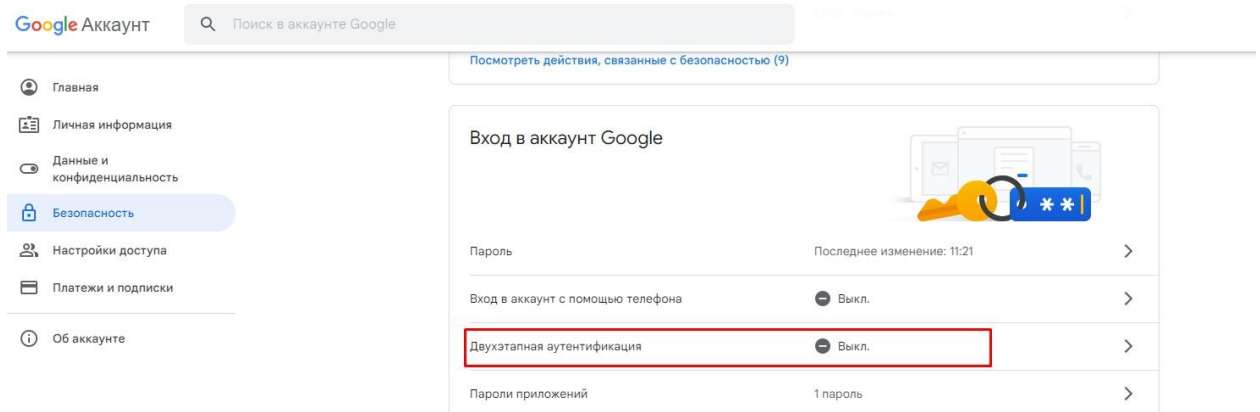 Google Аккаунт
Поиск в аккаунте Google
Посмотреть действия, связанные с безопасностью (9)
Главная
Личная информация
Данные и
конфиденциальность
Безопасность
Настройки доступа
Платежи и подписки
Об аккаунте
Вход в аккаунт Google
Пароль
Последнее изменение: 11:21
Вход в аккаунт с помощью телефона
Выкл.
Двухэтапная аутентификация
Выкл.
Пароли приложений
1 пароль